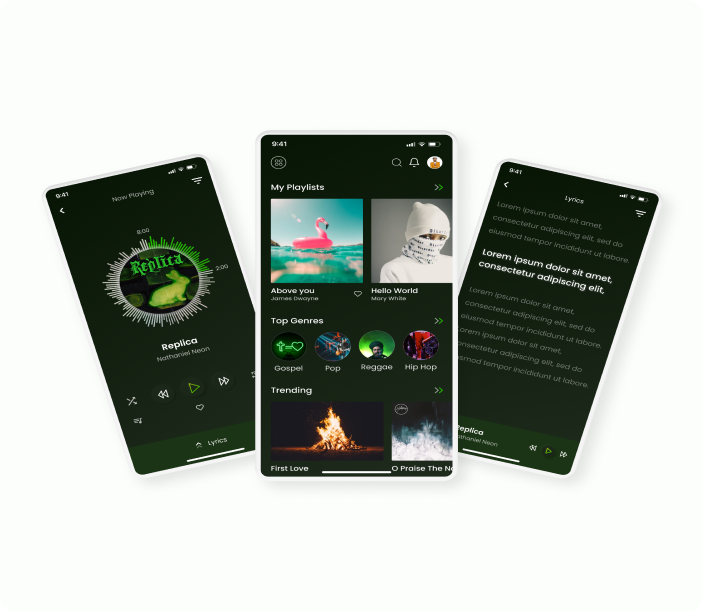 9:41
Now Playing
8:00
Replica
2:00
Replica
Nathaniel Neon
Lyrics
9:41
My Playlists
Above you
James Dwayne
Hello World
Mary White
Top Genres
Gospel
Pop
Reggae
Hip Hop
Trending
First Love
O Praise The
9:41
Lyrics
Lorem ipsum dolor sit amet,
consectetur adipiscing elit, sed do
eiusmod tempor incididunt ut labore.
Lorem ipsum dolor sit amet,
consectetur adipiscing elit,
Lorem ipsum dolor sit amet,
consectetur adipiscing elit, sed do
eiusmod tempor incididunt ut labore.
Lorem ipsum dolor sit amet,
consectetur adipiscing elit, sed do
eiusmod tempor incididunt ut labore.
Replica
Neon